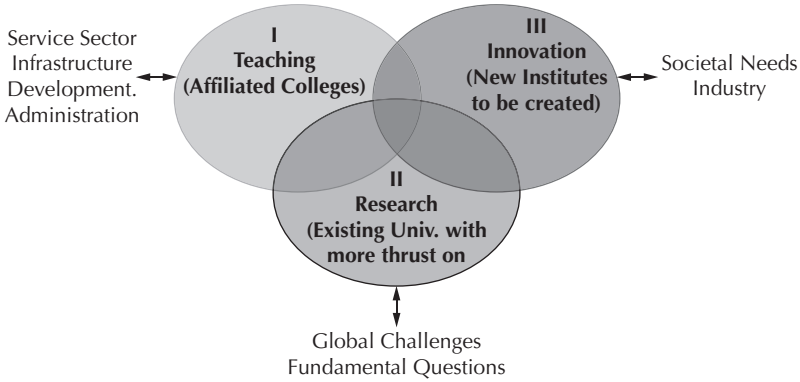 Service Sector
Infrastructure
Development.
Administration
I
Teaching
(Affiliated Colleges)
III
Innovation
(New Institutes
to be created)
Societal Needs
Industry
II
Research
(Existing Univ. with
more thrust on
Global Challenges
Fundamental Questions